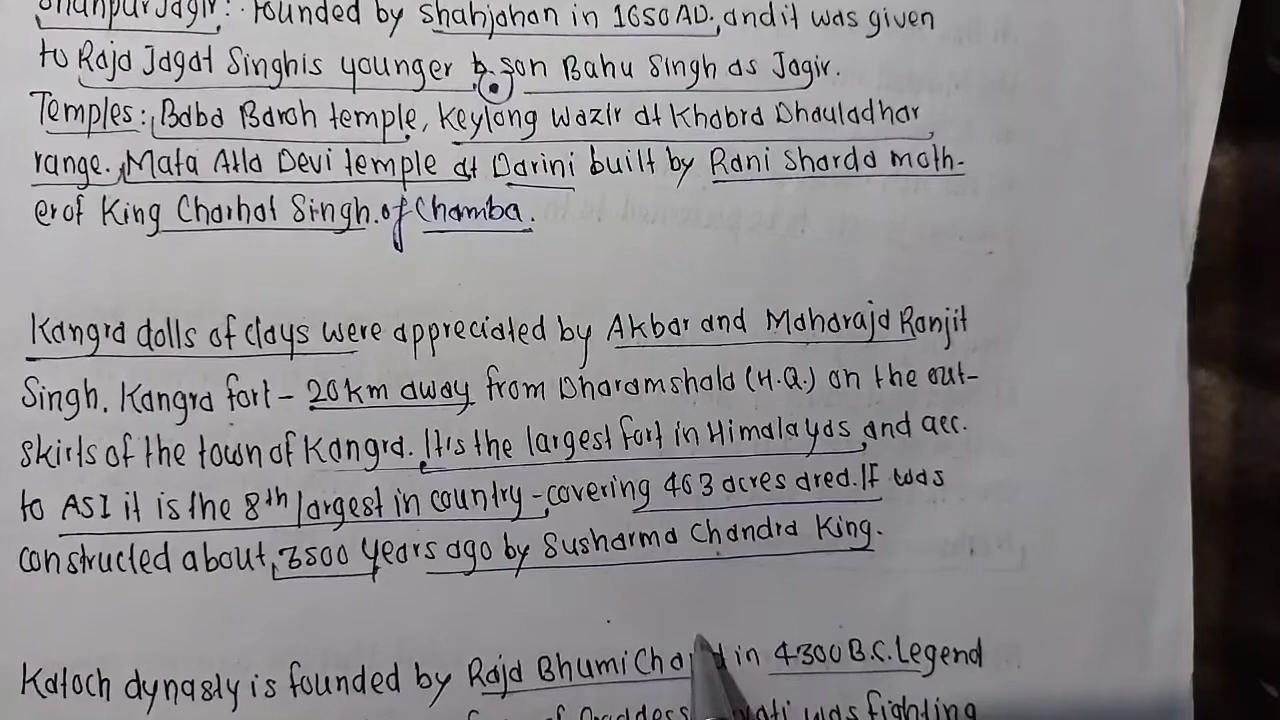 Shahpur Jagir: Founded by Shahjahan in 1650 AD. and it was given
to Raja Jagat Singhis younger son Bahu Singh as Jagir.
Temples: Baba Baroh temple, Keylong wazir at Khabra Dhauladhar
range. Mata Atla Devi temple at Darini built by Rani Sharda moth-
er of King Charhat Singh. of Chamba.
Kangra dolls of clays were appreciated by Akbar and Maharaja Ranjit
Singh. Kangra fort - 20km away from Dharamshala (H.Q.) on the out-
skirts of the town of Kangra. It is the largest fort in Himalayas, and acc.
to ASI it is the 8th largest in country - covering 463 acres area. It was
constructed about, 3500 years ago by Susharma Chandra King.
Katoch dynasty is founded by Raja Bhumi Chand in 4300 B.C. Legend
was fighting